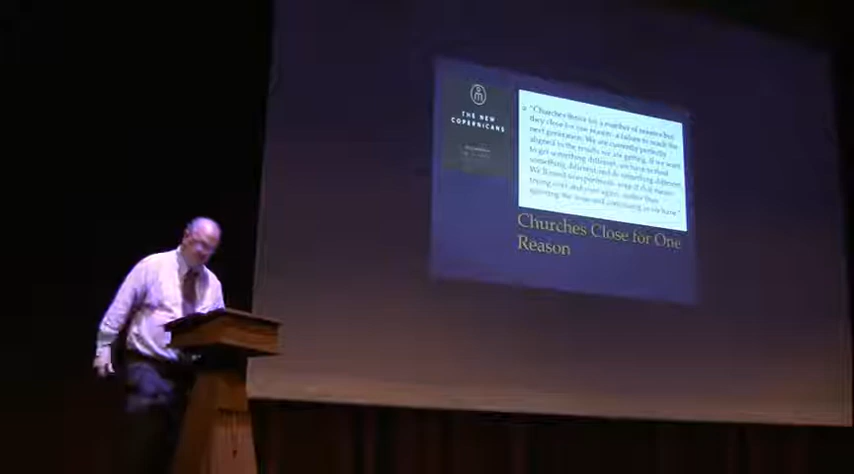 THE NEW
COPERNICANS
"Churches thrive for a number of reasons but
they close for one reason: a failure to reach the
next generation. We are currently perfectly
aligned to the results we are getting. If we want
to get something different, we have to
something different and do something different.
We'll need to experiment, even if that means
trying over and over again, rather than
ignoring the issue and continuing as we have."
Churches Close for One
Reason